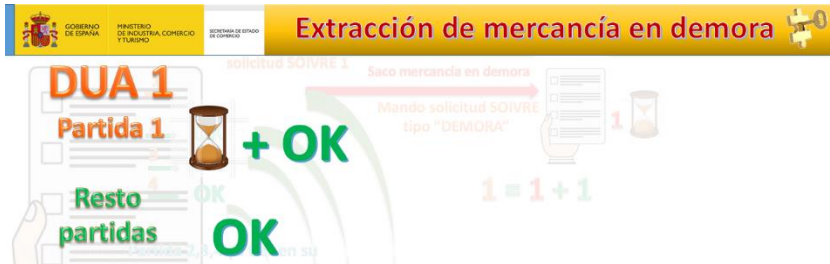 GOBIERNO
DE ESPAÑA
MINISTERIO
DE INDUSTRIA, COMERCIO
Y TURISMO
SECRETARÍA DE ESTADO
DE COMERCIO
Extracción de mercancía en demora
solicitud SOIVRE 1
Saco mercancía en demora
Mando solicitud SOIVRE
tipo "DEMORA"
1
DUA 1
Partida 1
+ OK
OK
1 = 1 + 1
Resto
partidas
OK
en su